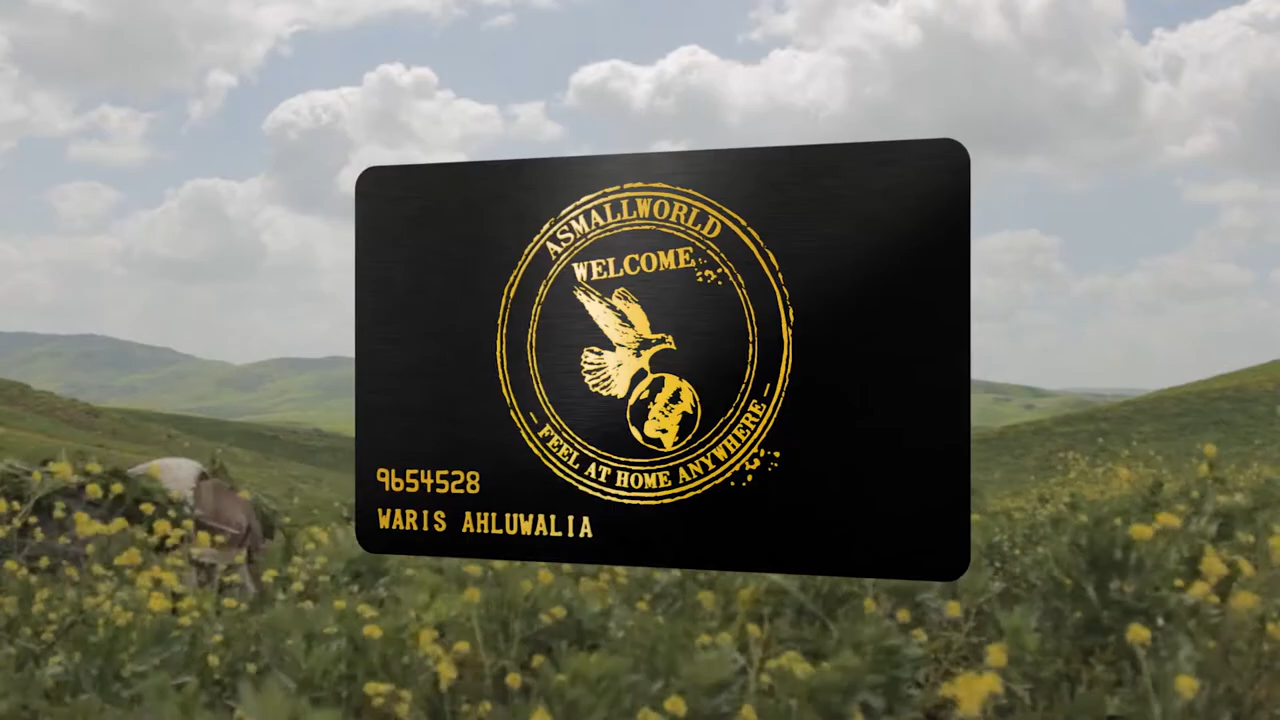 ASMALLWORLD
WELCOME
- FEEL AT HOME ANYWHERE -
9654528
WARIS AHLUWALIA